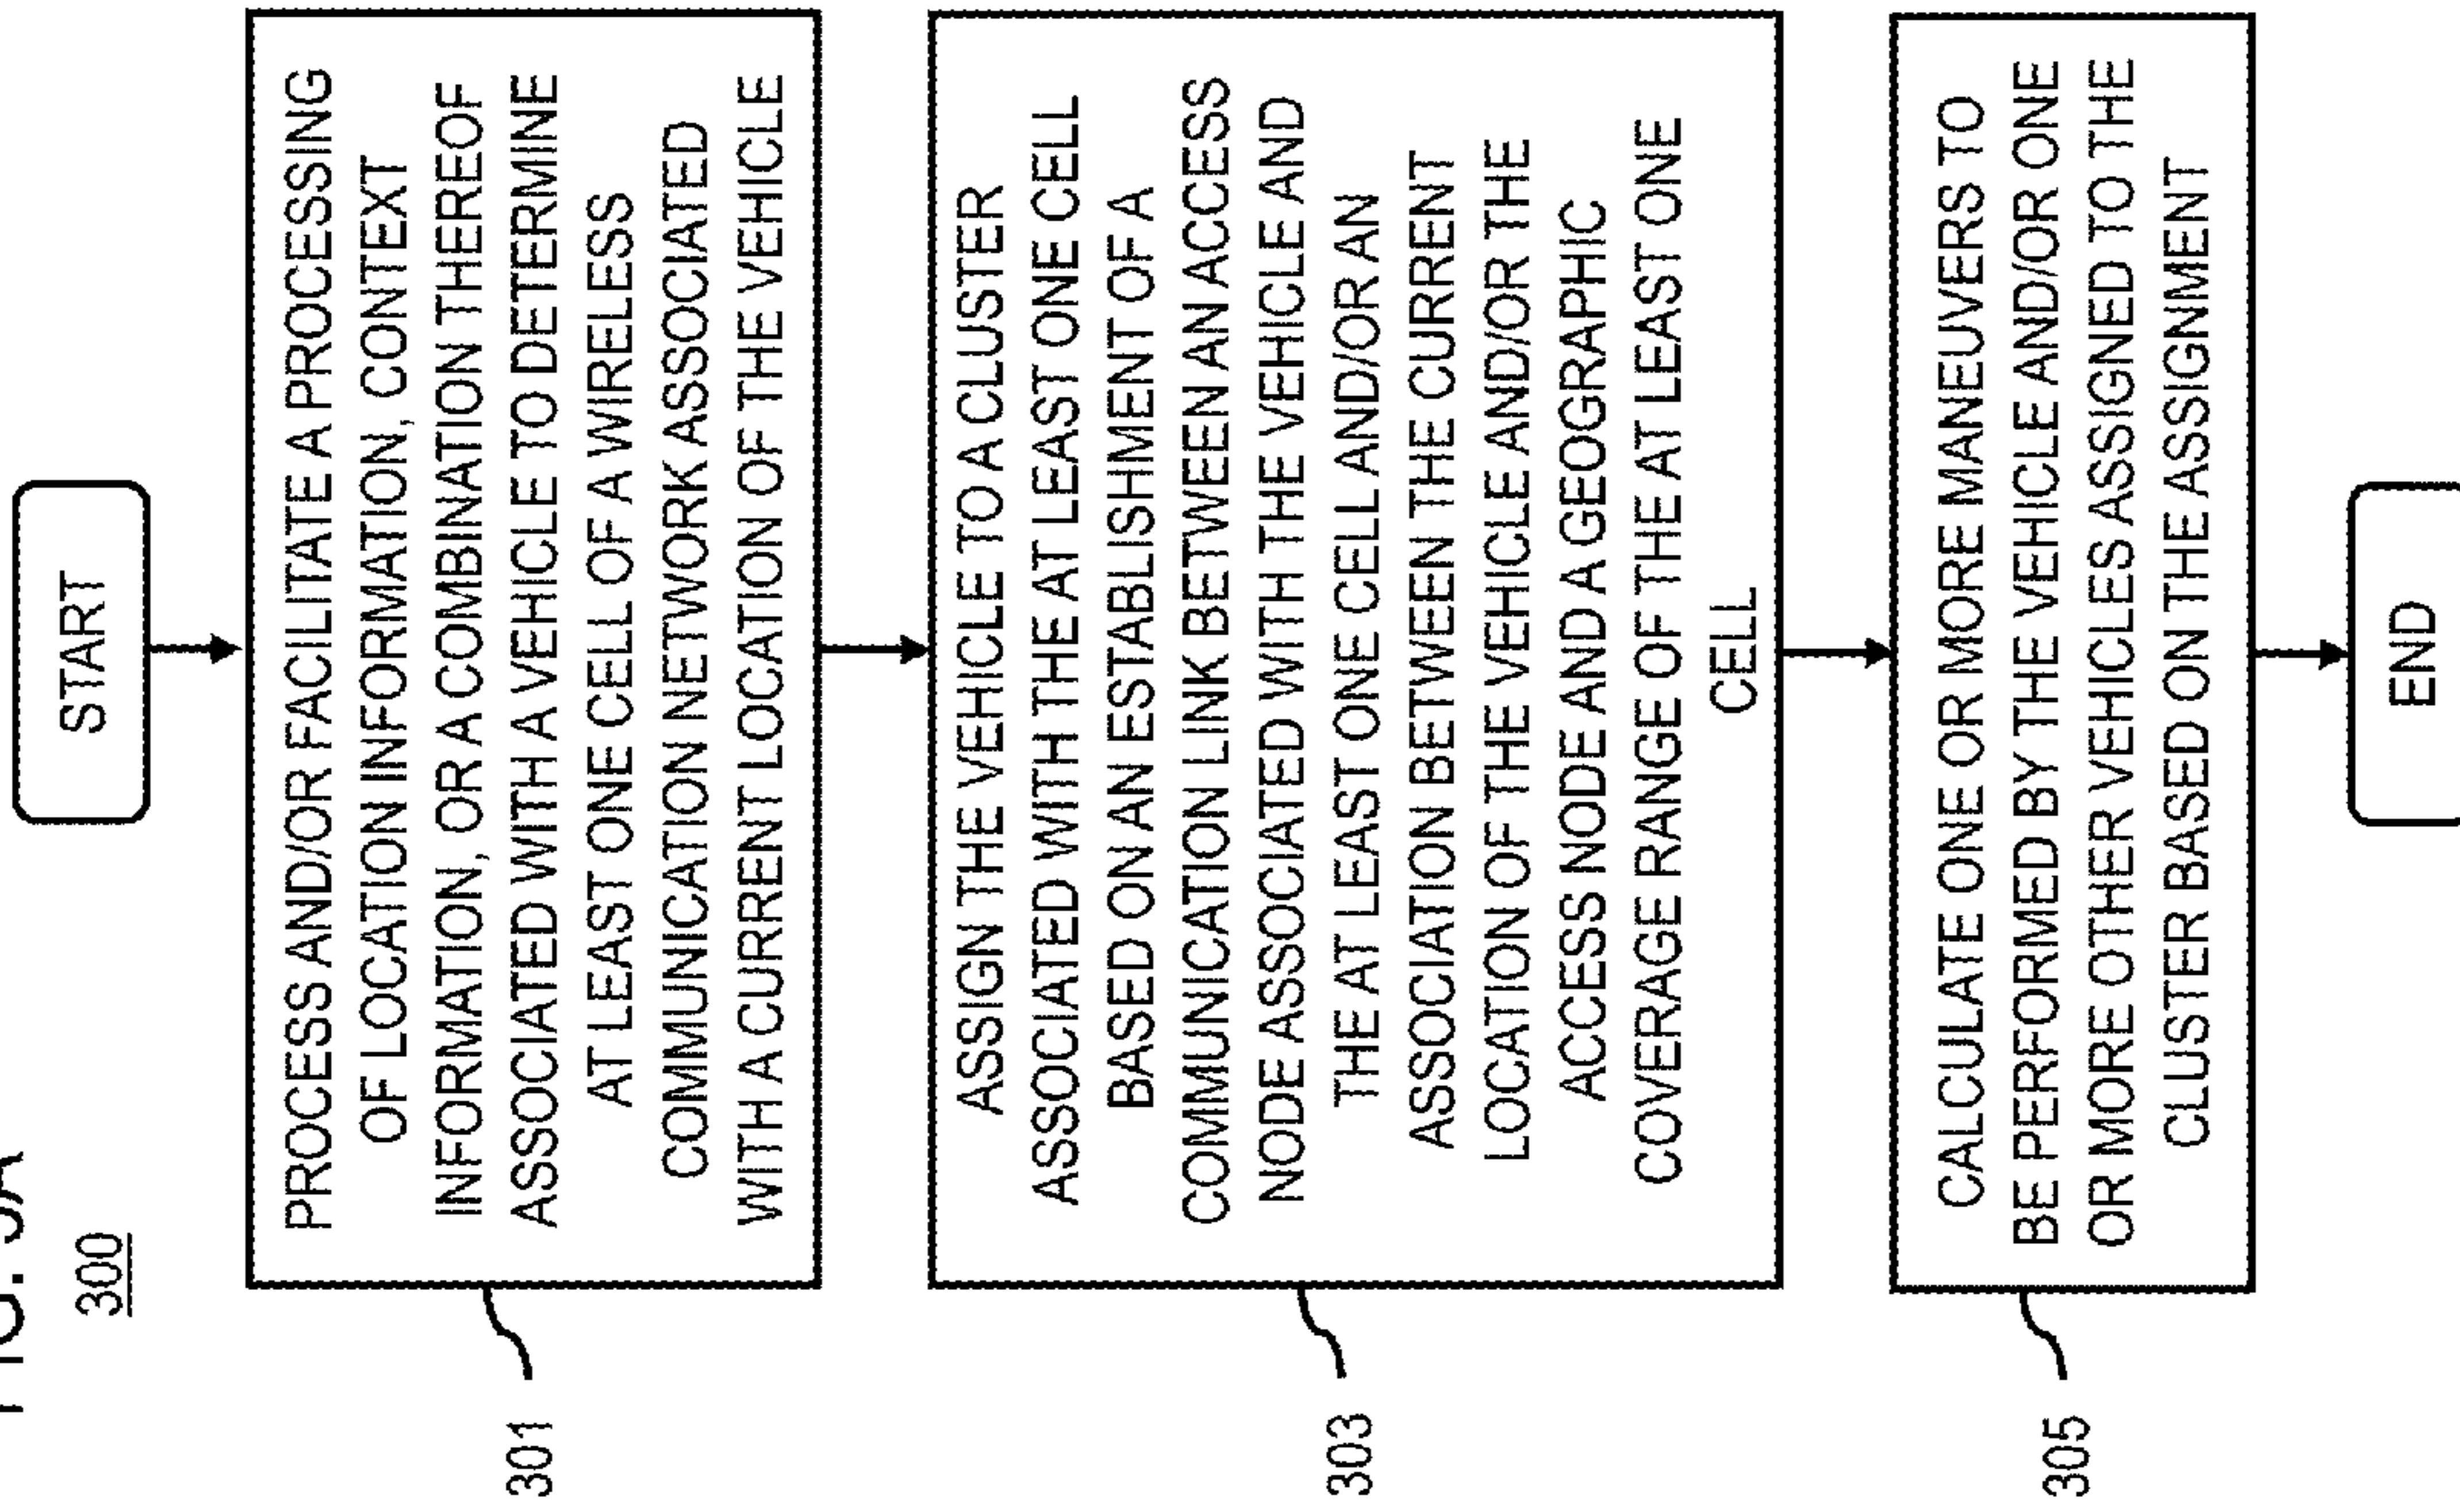 FIG. 3A
300
START
PROCESS AND/OR FACILITATE A PROCESSING
OF LOCATION INFORMATION, CONTEXT
INFORMATION, OR A COMBINATION THEREOF
ASSOCIATED WITH A VEHICLE TO DETERMINE
AT LEAST ONE CELL OF A WIRELESS
COMMUNICATION NETWORK ASSOCIATED
WITH A CURRENT LOCATION OF THE VEHICLE
301
ASSIGN THE VEHICLE TO A CLUSTER
ASSOCIATED WITH THE AT LEAST ONE CELL
BASED ON AN ESTABLISHMENT OF A
COMMUNICATION LINK BETWEEN AN ACCESS
NODE ASSOCIATED WITH THE VEHICLE AND
THE AT LEAST ONE CELL AND/OR AN
ASSOCIATION BETWEEN THE CURRENT
LOCATION OF THE VEHICLE AND/OR THE
ACCESS NODE AND A GEOGRAPHIC
COVERAGE RANGE OF THE AT LEAST ONE
CELL
303
CALCULATE ONE OR MORE MANEUVERS TO
BE PERFORMED BY THE VEHICLE AND/OR ONE
OR MORE OTHER VEHICLES ASSIGNED TO THE
CLUSTER BASED ON THE ASSIGNMENT
305
END